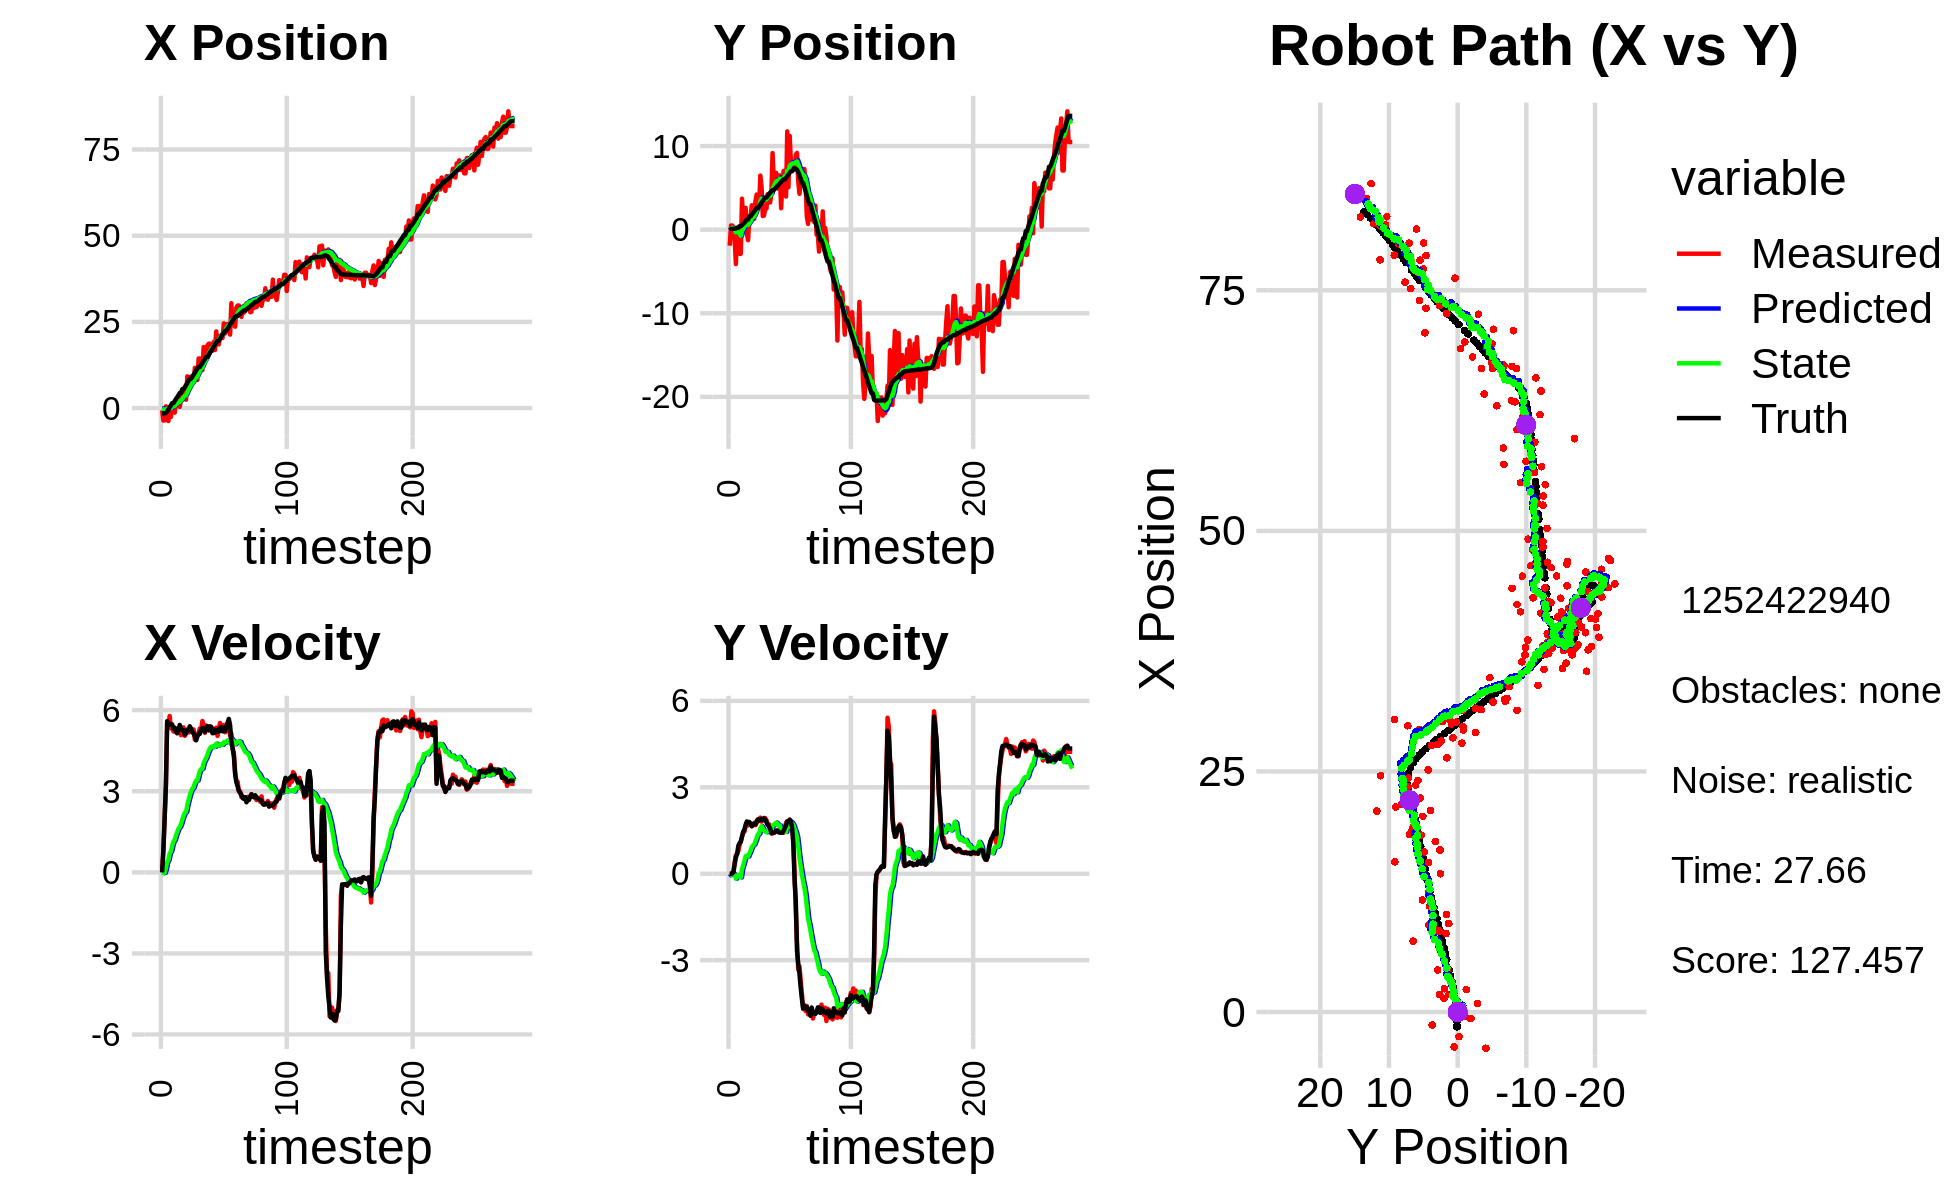 X Position
75
50
25
0
0
100
200
timestep
Y Position
10
0
-10
-20
0
100
200
timestep
X Velocity
6
3
0
-3
-6
0
100
200
timestep
Y Velocity
6
3
0
-3
0
100
200
timestep
Robot Path (X vs Y)
X Position
75
50
25
0
20 10 0 -10 -20
Y Position
variable
Measured
Predicted
State
Truth
1252422940
Obstacles: none
Noise: realistic
Time: 27.66
Score: 127.457